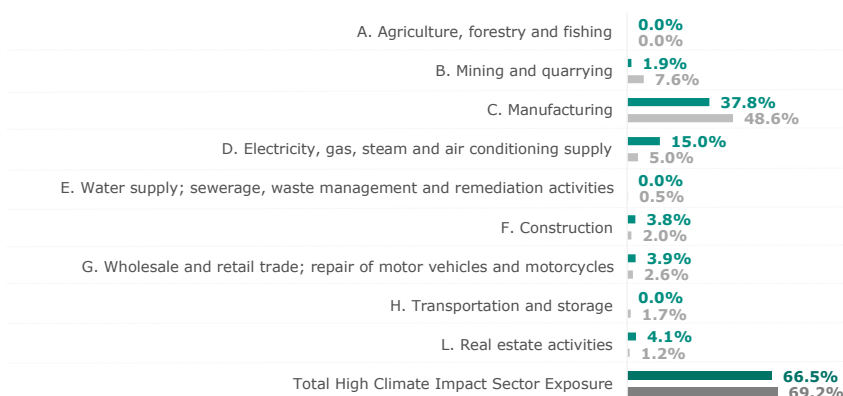 A. Agriculture, forestry and fishing
0.0%
0.0%
B. Mining and quarrying
1.9%
7.6%
C. Manufacturing
37.8%
48.6%
D. Electricity, gas, steam and air conditioning supply
15.0%
5.0%
E. Water supply; sewerage, waste management and remediation activities
0.0%
0.5%
F. Construction
3.8%
2.0%
G. Wholesale and retail trade; repair of motor vehicles and motorcycles
3.9%
2.6%
H. Transportation and storage
0.0%
1.7%
L. Real estate activities
4.1%
1.2%
Total High Climate Impact Sector Exposure
66.5%
69.2%